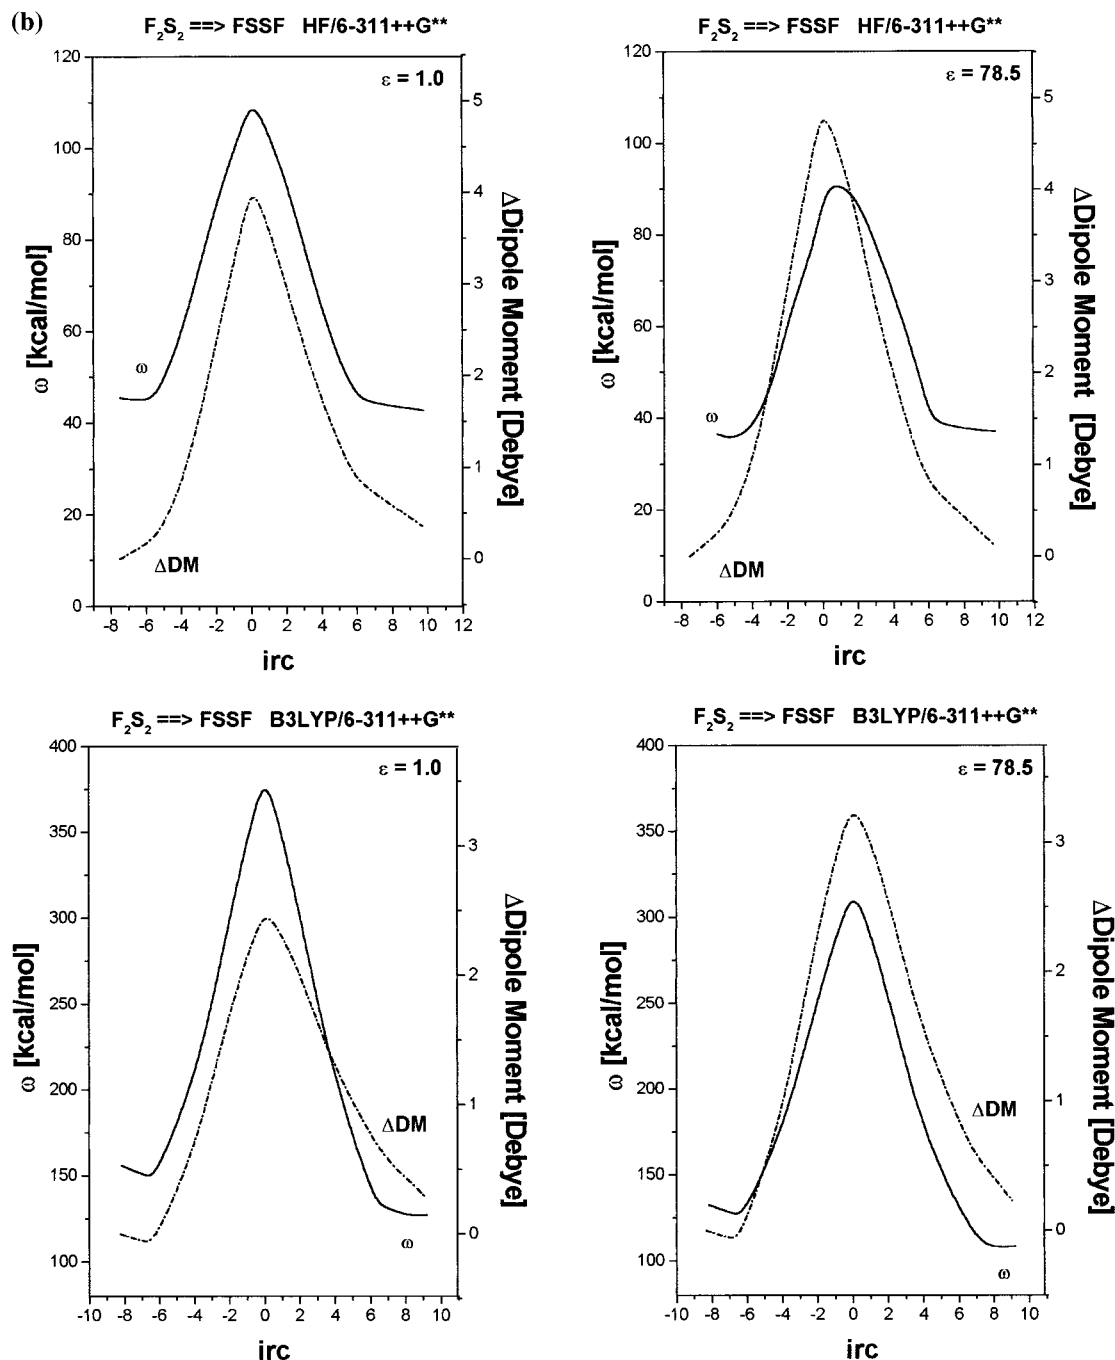 (b)
F₂S₂ ==> FSSF HF/6-311++G**
ε = 1.0
120
100
80
60
40
20
0
ω [kcal/mol]
ω
ΔDM
5
4
3
2
1
0
ΔDipole Moment [Debye]
-8 -6 -4 -2 0 2 4 6 8 10 12
irc
F₂S₂ ==> FSSF HF/6-311++G**
ε = 78.5
120
100
80
60
40
20
0
ω [kcal/mol]
ω
ΔDM
5
4
3
2
1
0
ΔDipole Moment [Debye]
-8 -6 -4 -2 0 2 4 6 8 10 12
irc
F₂S₂ ==> FSSF B3LYP/6-311++G**
ε = 1.0
400
350
300
250
200
150
100
ω [kcal/mol]
ΔDM
ω
3
2
1
0
ΔDipole Moment [Debye]
-10 -8 -6 -4 -2 0 2 4 6 8 10
irc
F₂S₂ ==> FSSF B3LYP/6-311++G**
ε = 78.5
400
350
300
250
200
150
100
ω [kcal/mol]
ΔDM
ω
3
2
1
0
ΔDipole Moment [Debye]
-10 -8 -6 -4 -2 0 2 4 6 8 10
irc